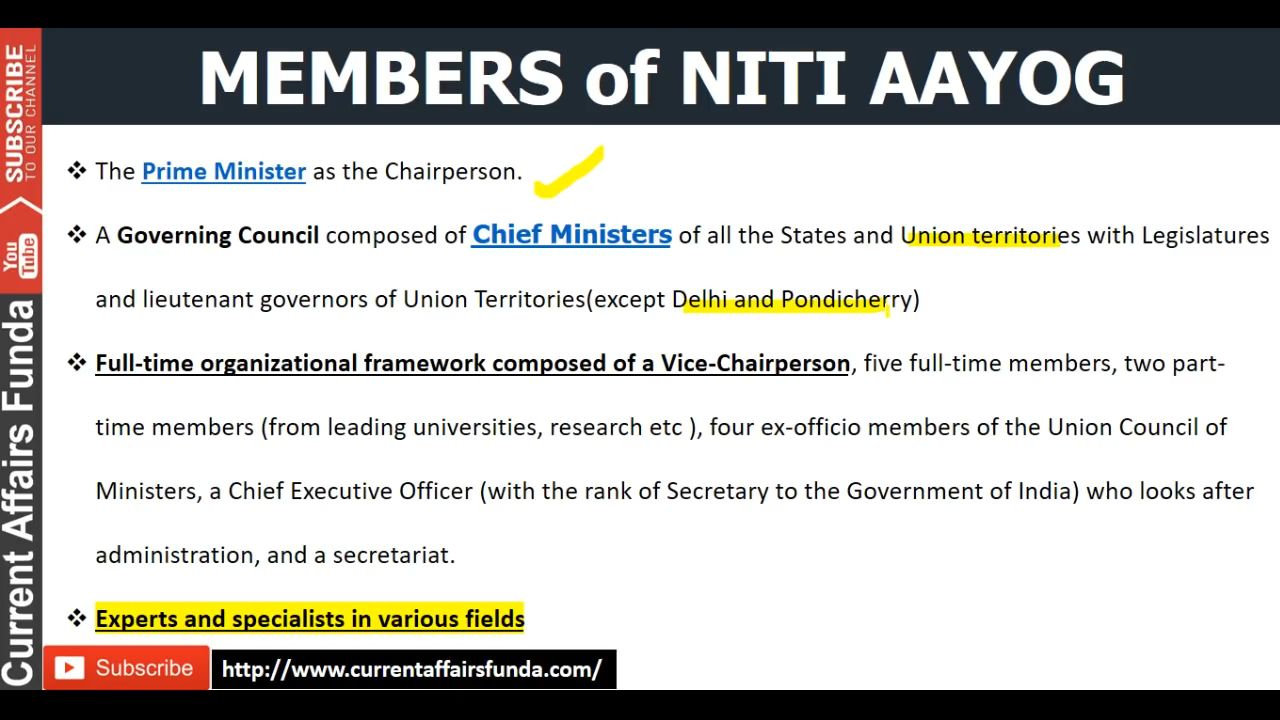 MEMBERS of NITI AAYOG
❖ The Prime Minister as the Chairperson.
❖ A Governing Council composed of Chief Ministers of all the States and Union territories with Legislatures
and lieutenant governors of Union Territories(except Delhi and Pondicherry)
❖ Full-time organizational framework composed of a Vice-Chairperson, five full-time members, two part-
time members (from leading universities, research etc ), four ex-officio members of the Union Council of
Ministers, a Chief Executive Officer (with the rank of Secretary to the Government of India) who looks after
administration, and a secretariat.
❖ Experts and specialists in various fields
Subscribe
http://www.currentaffairsfunda.com/
SUBSCRIBE
TO OUR CHANNEL
You
Tube
Current Affairs Funda